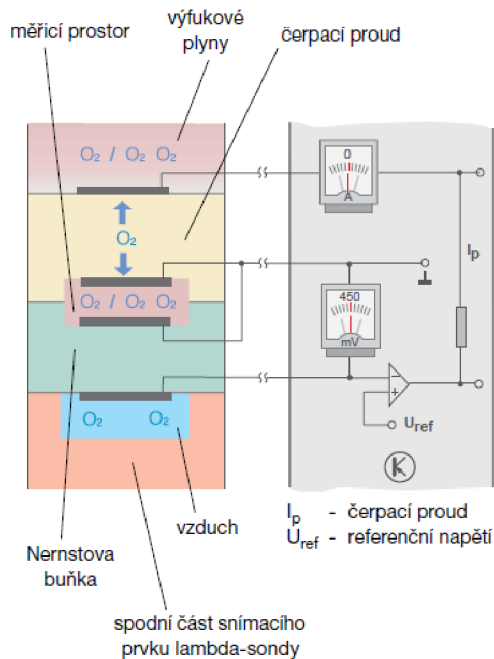 měřicí prostor
výfukové
plyny
čerpací proud
O₂ / O₂ O₂
O₂
O₂ / O₂ O₂
O₂ O₂
0
A
Iₚ
450
mV
−
+
Uref
K
vzduch
Nernstova
buňka
spodní část snímacího
prvku lambda-sondy
Iₚ - čerpací proud
Uref - referenční napětí